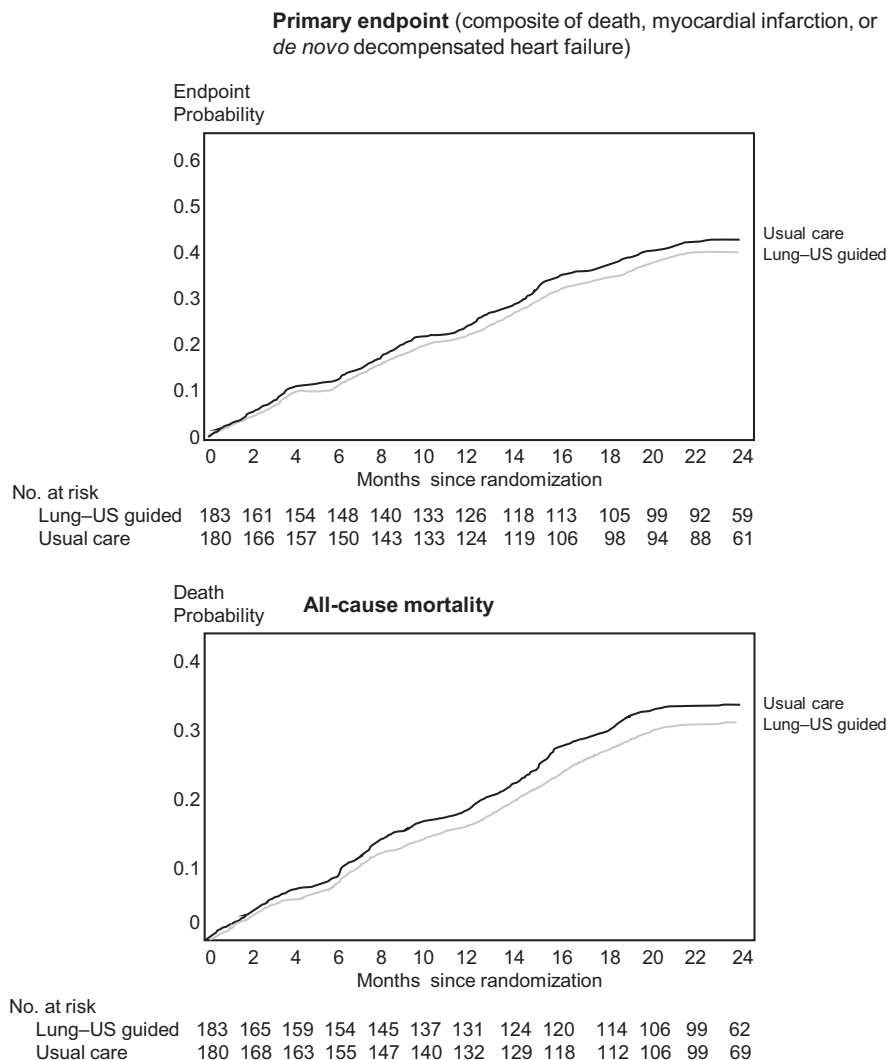 Primary endpoint (composite of death, myocardial infarction, or
de novo decompensated heart failure)
Endpoint
Probability
0.6
0.5
0.4
0.3
0.2
0.1
0
Usual care
Lung–US guided
0 2 4 6 8 10 12 14 16 18 20 22 24
Months since randomization
No. at risk
Lung–US guided 183 161 154 148 140 133 126 118 113 105 99 92 59
Usual care 180 166 157 150 143 133 124 119 106 98 94 88 61
Death
Probability
All-cause mortality
0.4
0.3
0.2
0.1
0
Usual care
Lung–US guided
0 2 4 6 8 10 12 14 16 18 20 22 24
Months since randomization
No. at risk
Lung–US guided 183 165 159 154 145 137 131 124 120 114 106 99 62
Usual care 180 168 163 155 147 140 132 129 118 112 106 99 69